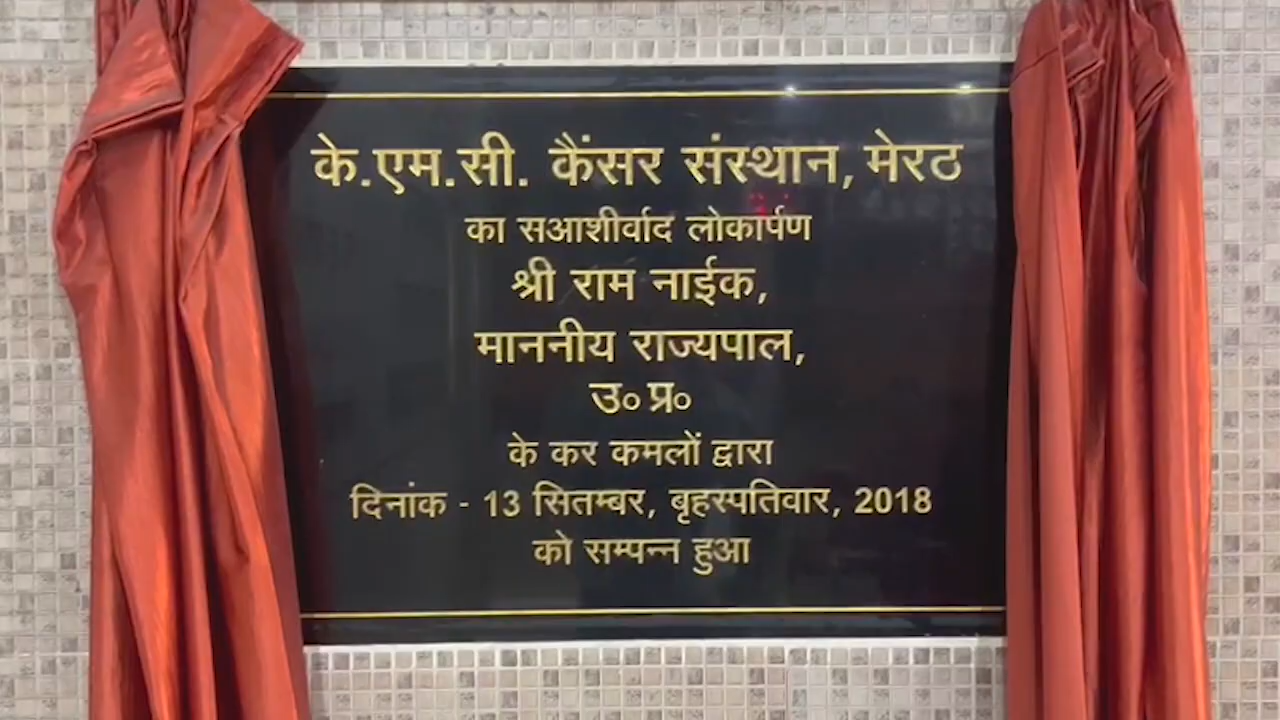 के.एम.सी. कैंसर संस्थान, मेरठ
का सआशीर्वाद लोकार्पण
श्री राम नाईक,
माननीय राज्यपाल,
उ० प्र०
के कर कमलों द्वारा
दिनांक - 13 सितम्बर, बृहस्पतिवार, 2018
को सम्पन्न हुआ